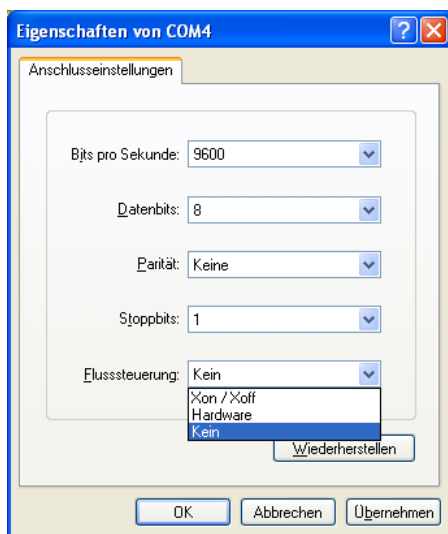 Eigenschaften von COM4
Anschlusseinstellungen
Bits pro Sekunde: 9600
Datenbits: 8
Parität: Keine
Stoppbits: 1
Flusssteuerung: Kein
Xon / Xoff
Hardware
Kein
Wiederherstellen
OK Abbrechen Übernehmen